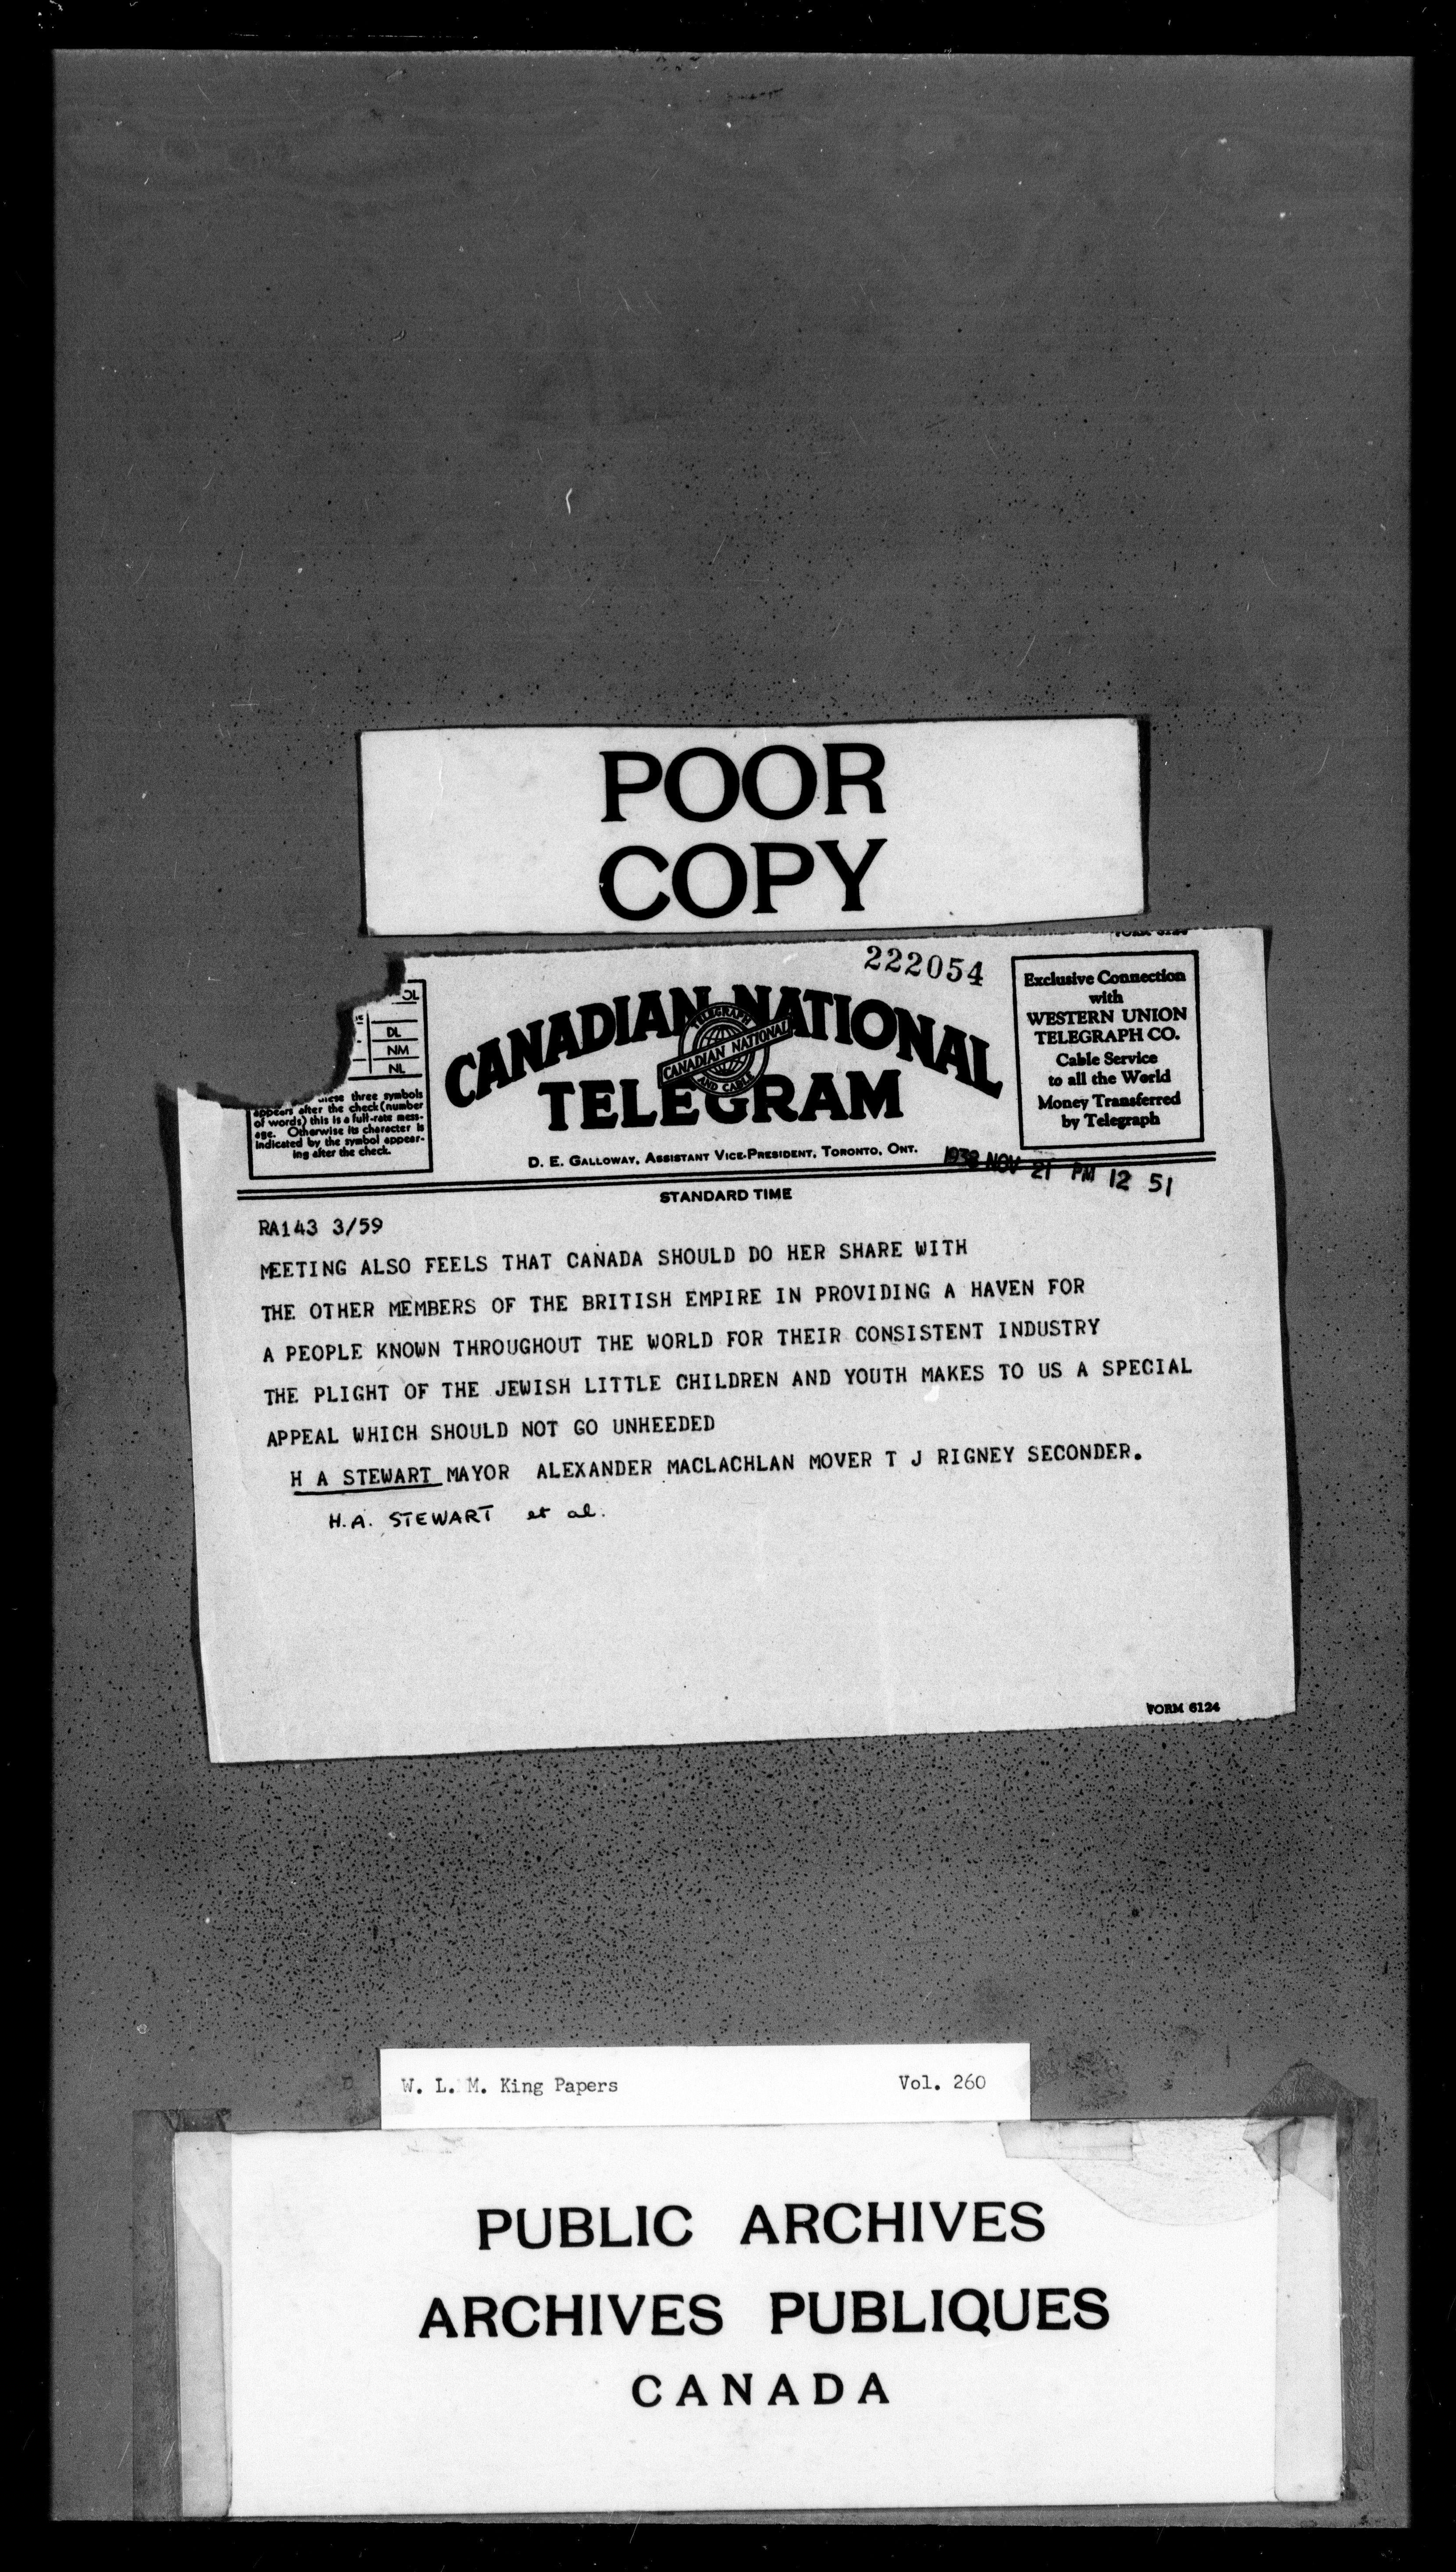 POOR
COPY
222054
OL
DL
NM
NL
three symbols
appears after the check (number
of words) this is a full-rate mess-
age. Otherwise its character is
indicated by the symbol appear-
ing after the check.
CANADIAN NATIONAL
TELEGRAM
TELEGRAPH
CANADIAN NATIONAL
AND CABLE
D. E. GALLOWAY, ASSISTANT VICE-PRESIDENT, TORONTO, ONT.
Exclusive Connection
with
WESTERN UNION
TELEGRAPH CO.
Cable Service
to all the World
Money Transferred
by Telegraph
1938 NOV 21 PM 12 51
STANDARD TIME
RA143 3/59
MEETING ALSO FEELS THAT CANADA SHOULD DO HER SHARE WITH
THE OTHER MEMBERS OF THE BRITISH EMPIRE IN PROVIDING A HAVEN FOR
A PEOPLE KNOWN THROUGHOUT THE WORLD FOR THEIR CONSISTENT INDUSTRY
THE PLIGHT OF THE JEWISH LITTLE CHILDREN AND YOUTH MAKES TO US A SPECIAL
APPEAL WHICH SHOULD NOT GO UNHEEDED
H A STEWART MAYOR ALEXANDER MACLACHLAN MOVER T J RIGNEY SECONDER.
H.A. STEWART et al.
FORM 6124
W. L. M. King Papers Vol. 260
PUBLIC ARCHIVES
ARCHIVES PUBLIQUES
CANADA